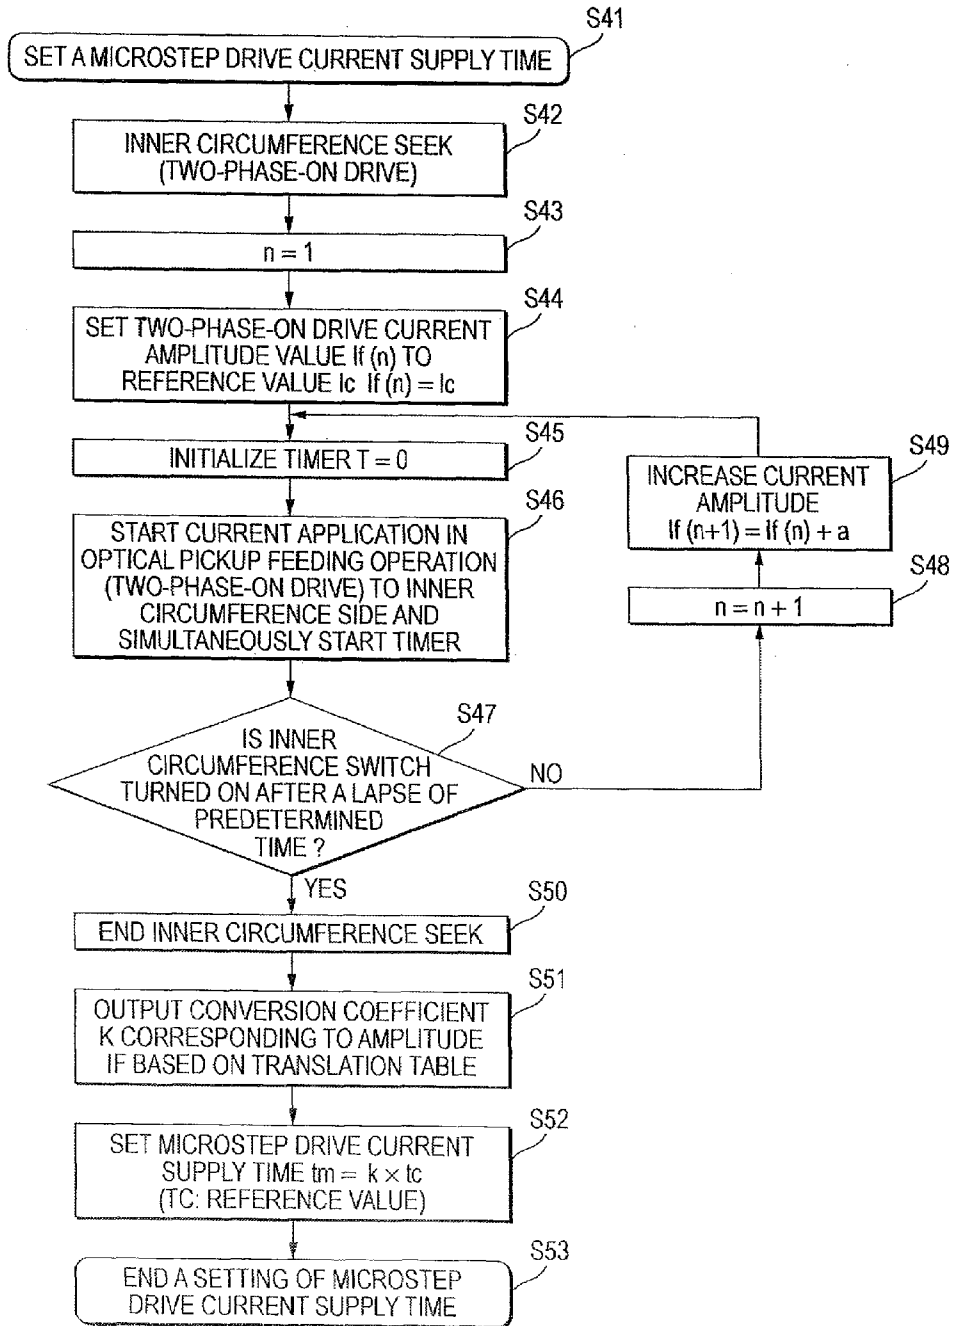 S41
SET A MICROSTEP DRIVE CURRENT SUPPLY TIME
S42
INNER CIRCUMFERENCE SEEK
(TWO-PHASE-ON DRIVE)
S43
n = 1
S44
SET TWO-PHASE-ON DRIVE CURRENT
AMPLITUDE VALUE If (n) TO
REFERENCE VALUE Ic If (n) = Ic
S45
INITIALIZE TIMER T = 0
S46
START CURRENT APPLICATION IN
OPTICAL PICKUP FEEDING OPERATION
(TWO-PHASE-ON DRIVE) TO INNER
CIRCUMFERENCE SIDE AND
SIMULTANEOUSLY START TIMER
S49
INCREASE CURRENT
AMPLITUDE
If (n+1) = If (n) + a
S48
n = n + 1
S47
IS INNER
CIRCUMFERENCE SWITCH
TURNED ON AFTER A LAPSE OF
PREDETERMINED
TIME ?
NO
YES
S50
END INNER CIRCUMFERENCE SEEK
S51
OUTPUT CONVERSION COEFFICIENT
K CORRESPONDING TO AMPLITUDE
IF BASED ON TRANSLATION TABLE
S52
SET MICROSTEP DRIVE CURRENT
SUPPLY TIME tm = k × tc
(TC: REFERENCE VALUE)
S53
END A SETTING OF MICROSTEP
DRIVE CURRENT SUPPLY TIME